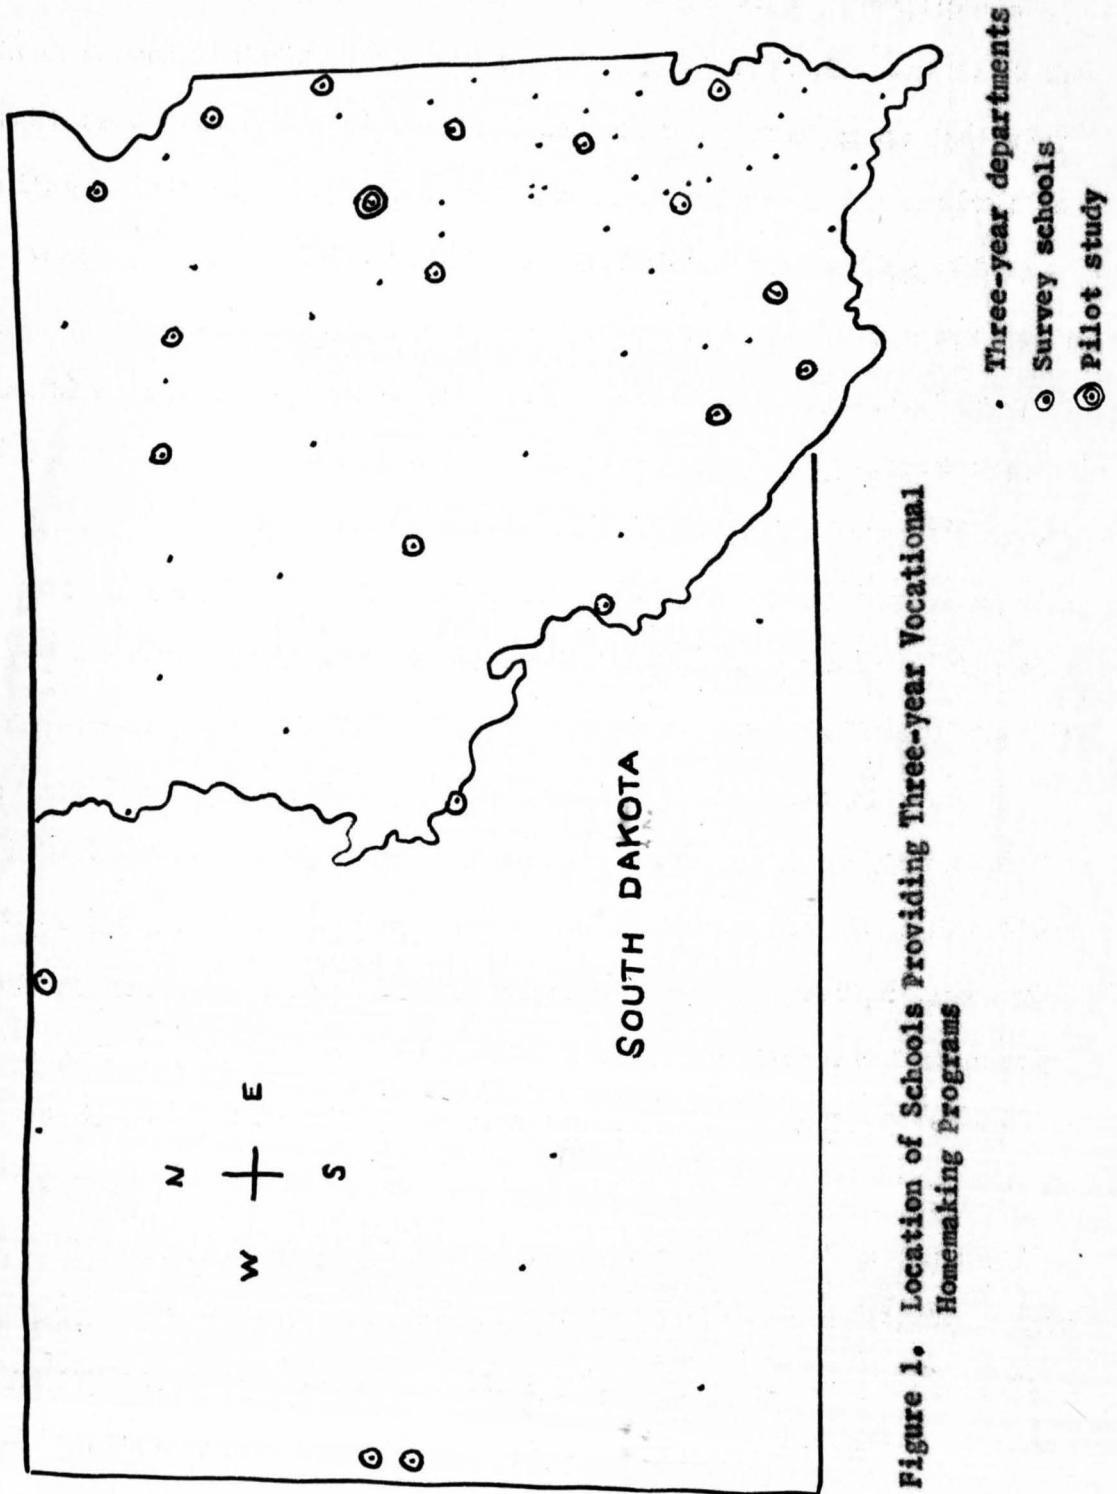 N
W E
S
SOUTH DAKOTA
Figure 1. Location of Schools Providing Three-year Vocational
Homemaking Programs
. Three-year departments
Survey schools
Pilot study